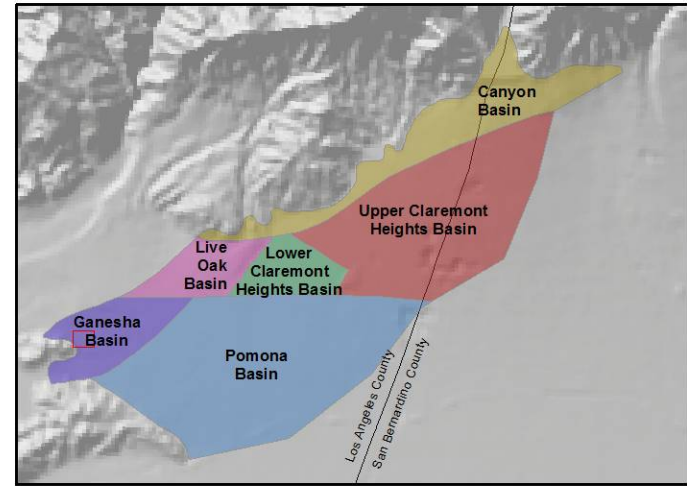 Canyon
Basin
Upper Claremont
Heights Basin
Live
Oak
Basin
Lower
Claremont
Heights Basin
Ganesha
Basin
Pomona
Basin
Los Angeles County
San Bernardino County